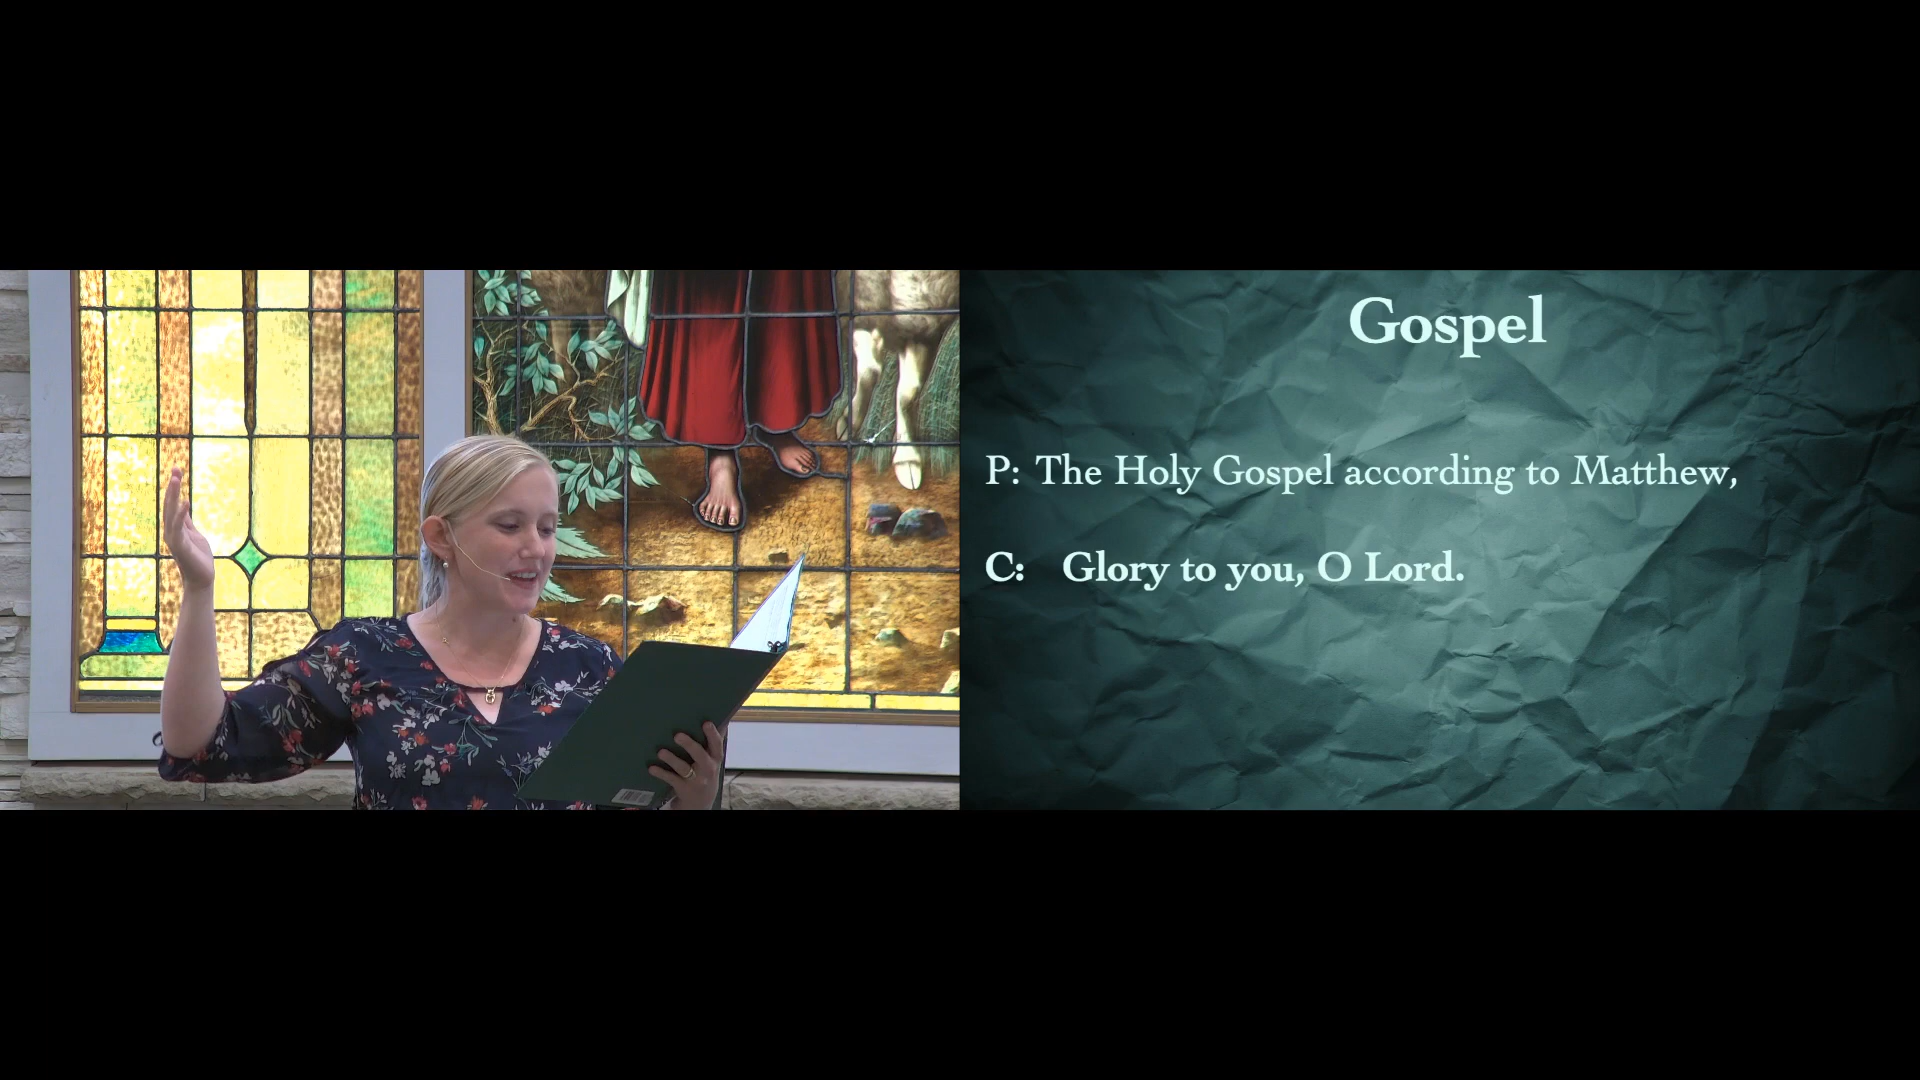 Gospel
P: The Holy Gospel according to Matthew,
C: Glory to you, O Lord.